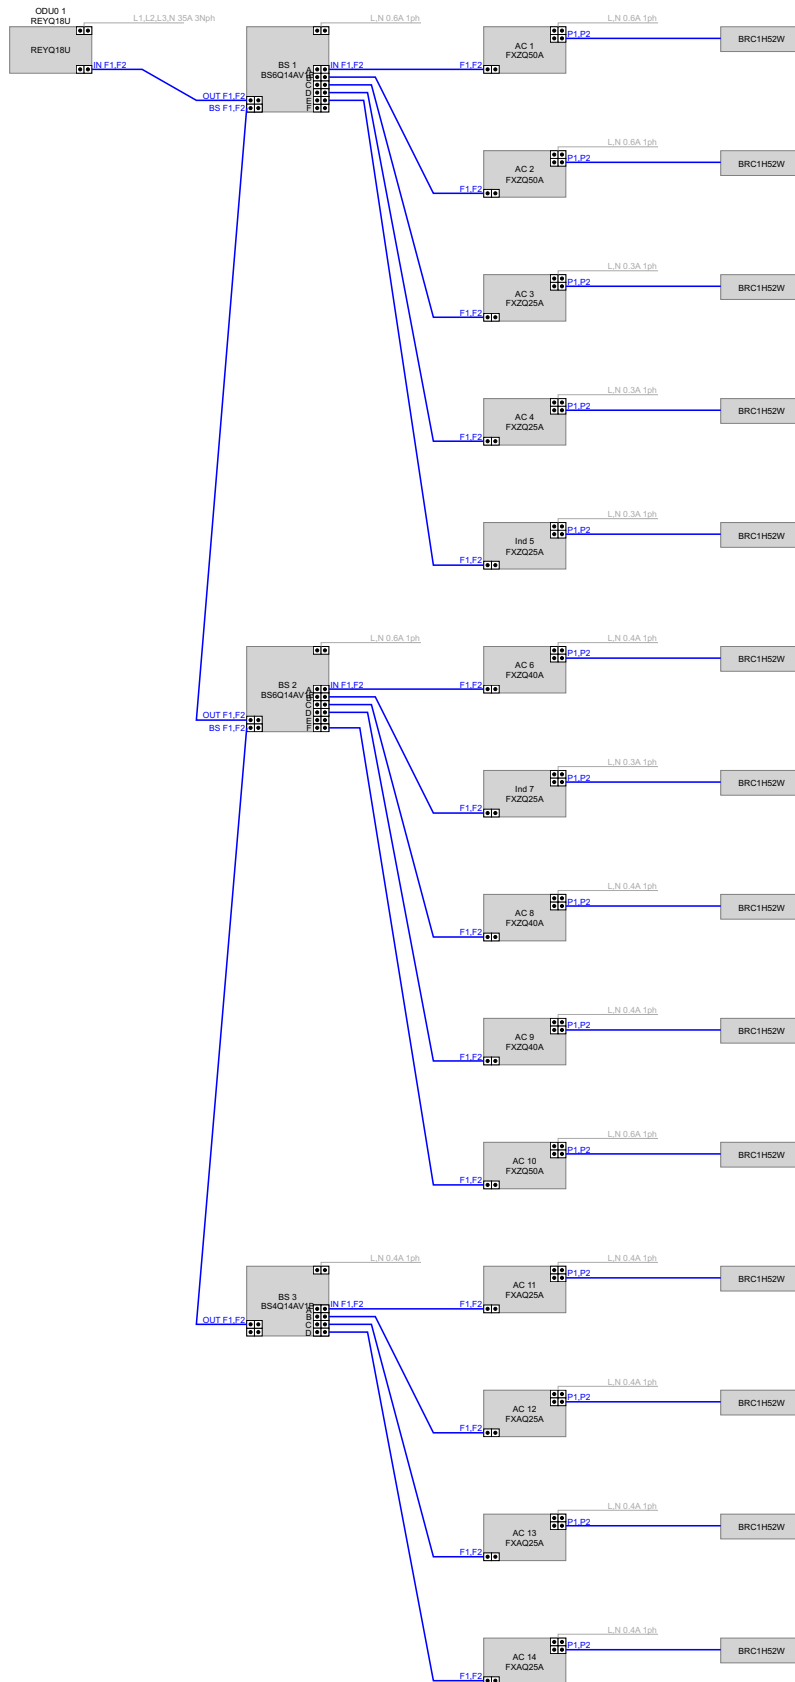 ODU0 1
REYQ18U
L1,L2,L3,N 35A 3Nph
REYQ18U
IN F1,F2
L,N 0.6A 1ph
BS 1
BS6Q14AV1B
OUT F1,F2
BS F1,F2
A
B
C
D
E
F
IN F1,F2
L,N 0.6A 1ph
AC 1
FXZQ50A
F1,F2
P1,P2
BRC1H52W
L,N 0.6A 1ph
AC 2
FXZQ50A
F1,F2
P1,P2
BRC1H52W
L,N 0.3A 1ph
AC 3
FXZQ25A
F1,F2
P1,P2
BRC1H52W
L,N 0.3A 1ph
AC 4
FXZQ25A
F1,F2
P1,P2
BRC1H52W
L,N 0.3A 1ph
Ind 5
FXZQ25A
F1,F2
P1,P2
BRC1H52W
L,N 0.6A 1ph
BS 2
BS6Q14AV1B
OUT F1,F2
BS F1,F2
A
B
C
D
E
F
IN F1,F2
L,N 0.4A 1ph
AC 6
FXZQ40A
F1,F2
P1,P2
BRC1H52W
L,N 0.3A 1ph
Ind 7
FXZQ25A
F1,F2
P1,P2
BRC1H52W
L,N 0.4A 1ph
AC 8
FXZQ40A
F1,F2
P1,P2
BRC1H52W
L,N 0.4A 1ph
AC 9
FXZQ40A
F1,F2
P1,P2
BRC1H52W
L,N 0.6A 1ph
AC 10
FXZQ50A
F1,F2
P1,P2
BRC1H52W
L,N 0.4A 1ph
BS 3
BS4Q14AV1B
OUT F1,F2
A
B
C
D
IN F1,F2
L,N 0.4A 1ph
AC 11
FXAQ25A
F1,F2
P1,P2
BRC1H52W
L,N 0.4A 1ph
AC 12
FXAQ25A
F1,F2
P1,P2
BRC1H52W
L,N 0.4A 1ph
AC 13
FXAQ25A
F1,F2
P1,P2
BRC1H52W
L,N 0.4A 1ph
AC 14
FXAQ25A
F1,F2
P1,P2
BRC1H52W